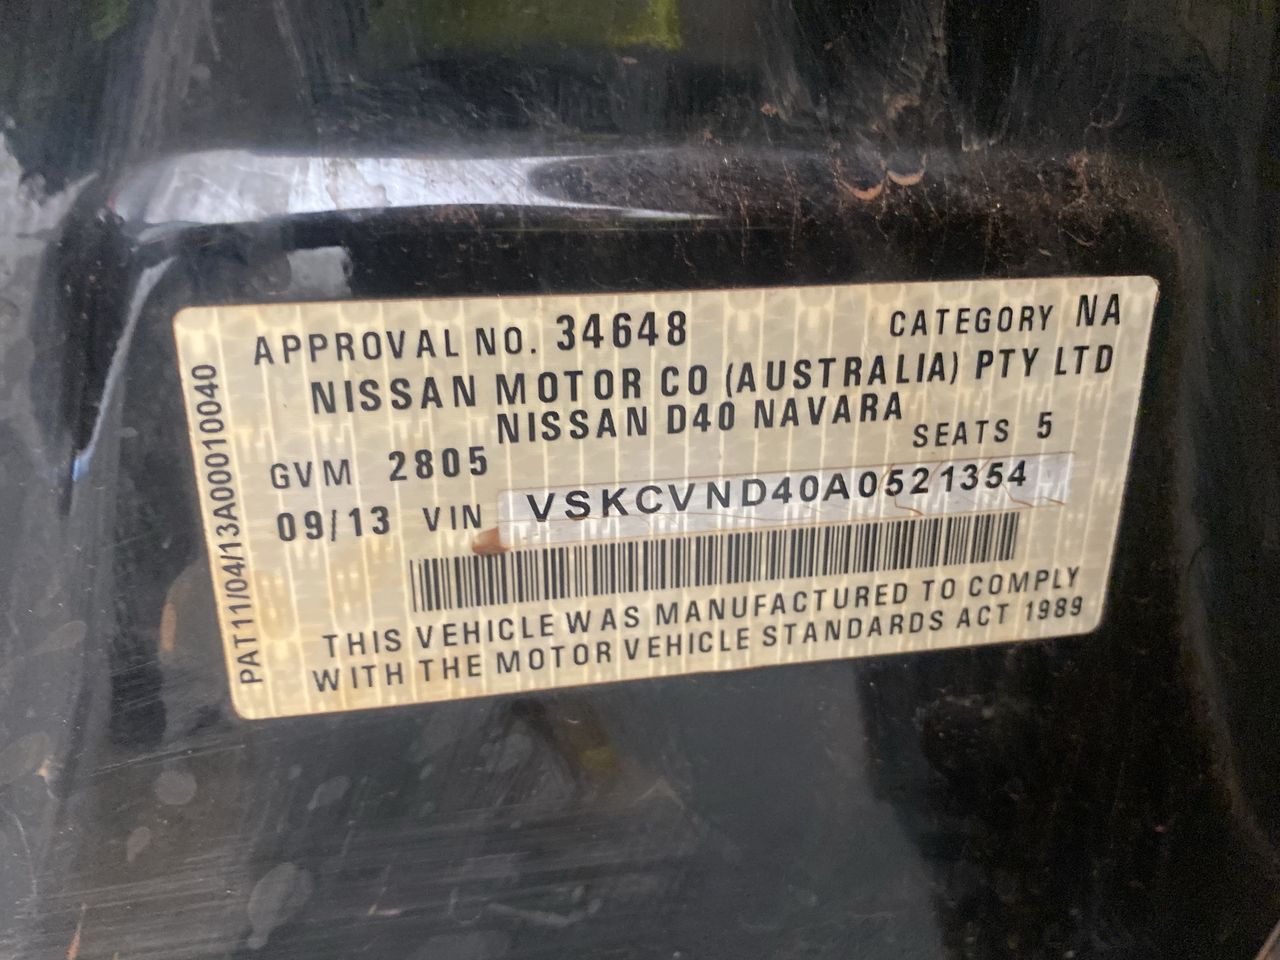 APPROVAL NO. 34648 CATEGORY NA
NISSAN MOTOR CO (AUSTRALIA) PTY LTD
NISSAN D40 NAVARA
GVM 2805 SEATS 5
09/13 VIN VSKCVND40A0521354
THIS VEHICLE WAS MANUFACTURED TO COMPLY
WITH THE MOTOR VEHICLE STANDARDS ACT 1989
PAT11/04/13A00010040